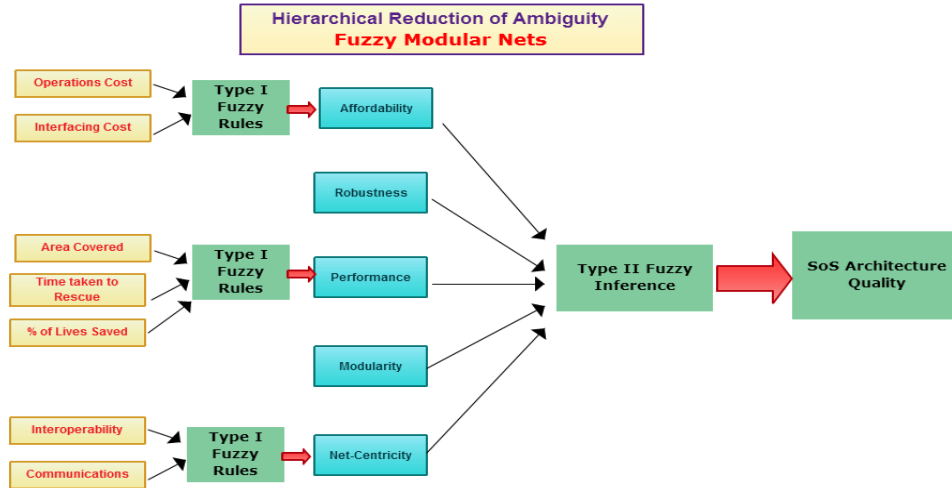 Hierarchical Reduction of Ambiguity
Fuzzy Modular Nets
Operations Cost
Interfacing Cost
Type I
Fuzzy
Rules
Affordability
Robustness
Area Covered
Time taken to
Rescue
% of Lives Saved
Type I
Fuzzy
Rules
Performance
Modularity
Interoperability
Communications
Type I
Fuzzy
Rules
Net-Centricity
Type II Fuzzy
Inference
SoS Architecture
Quality